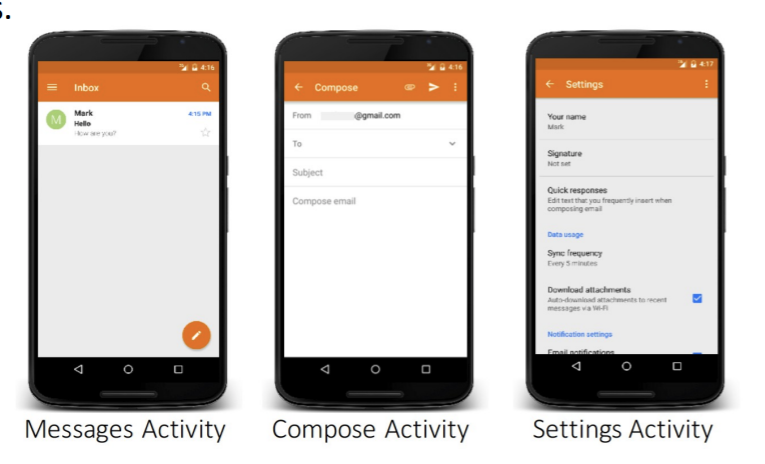 s.
4:16
Inbox
M
Mark
4:15 PM
Hello
How are you?
Messages Activity
4:16
Compose
From @gmail.com
To
Subject
Compose email
Compose Activity
4:17
Settings
Your name
Mark
Signature
Not set
Quick responses
Edit text that you frequently insert when
composing email
Data usage
Sync frequency
Every 5 minutes
Download attachments
Auto-download attachments to recent
messages via Wi-Fi
Notification settings
Email notifications
Settings Activity